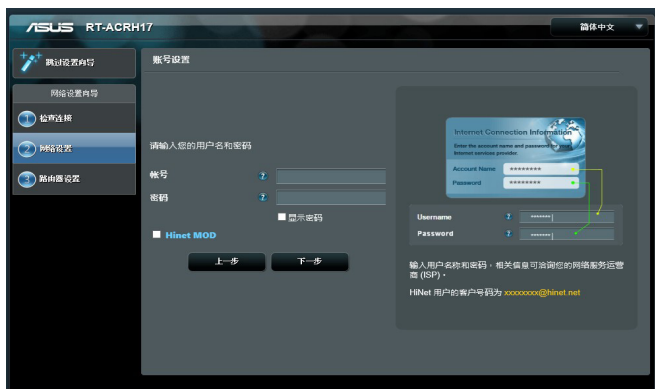 ASUS RT-ACRH17
简体中文
跳过设置向导
网络设置向导
1 检查连接
2 网络设置
3 路由器设置
账号设置
请输入您的用户名和密码
帐号 ?
密码 ?
显示密码
Hinet MOD
上一步 下一步
Internet Connection Information
Enter the account name and password for your
Internet services provider.
Account Name ********
Password ********
Username ? *******|
Password ? *******|
输入用户名称和密码，相关信息可洽询您的网络服务运营
商 (ISP)。
HiNet 用户的客户号码为 xxxxxxxx@hinet.net